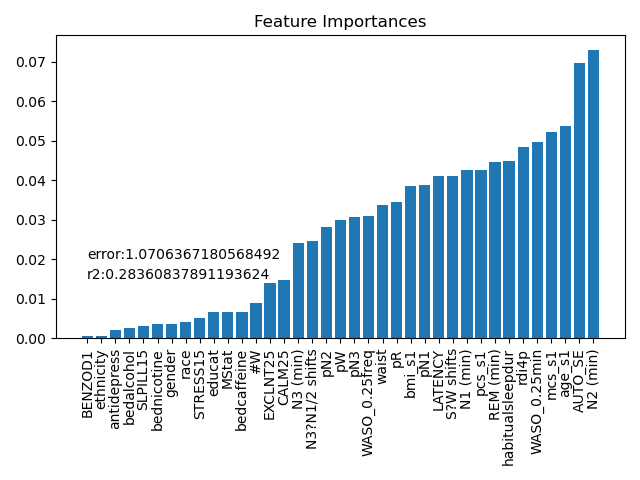 Feature Importances
0.07
0.06
0.05
0.04
0.03
0.02
0.01
0.00
error:1.0706367180568492
r2:0.28360837891193624
BENZOD1
ethnicity
antidepress
bedalcohol
SLPILL15
bednicotine
gender
race
STRESS15
educat
MStat
bedcaffeine
#W
EXCLNT25
CALM25
N3 (min)
N3?N1/2 shifts
pN2
pW
pN3
WASO_0.25freq
waist
pR
bmi_s1
pN1
LATENCY
S?W shifts
N1 (min)
pcs_s1
REM (min)
habitualsleepdur
rdi4p
WASO_0.25min
mcs_s1
age_s1
AUTO_SE
N2 (min)